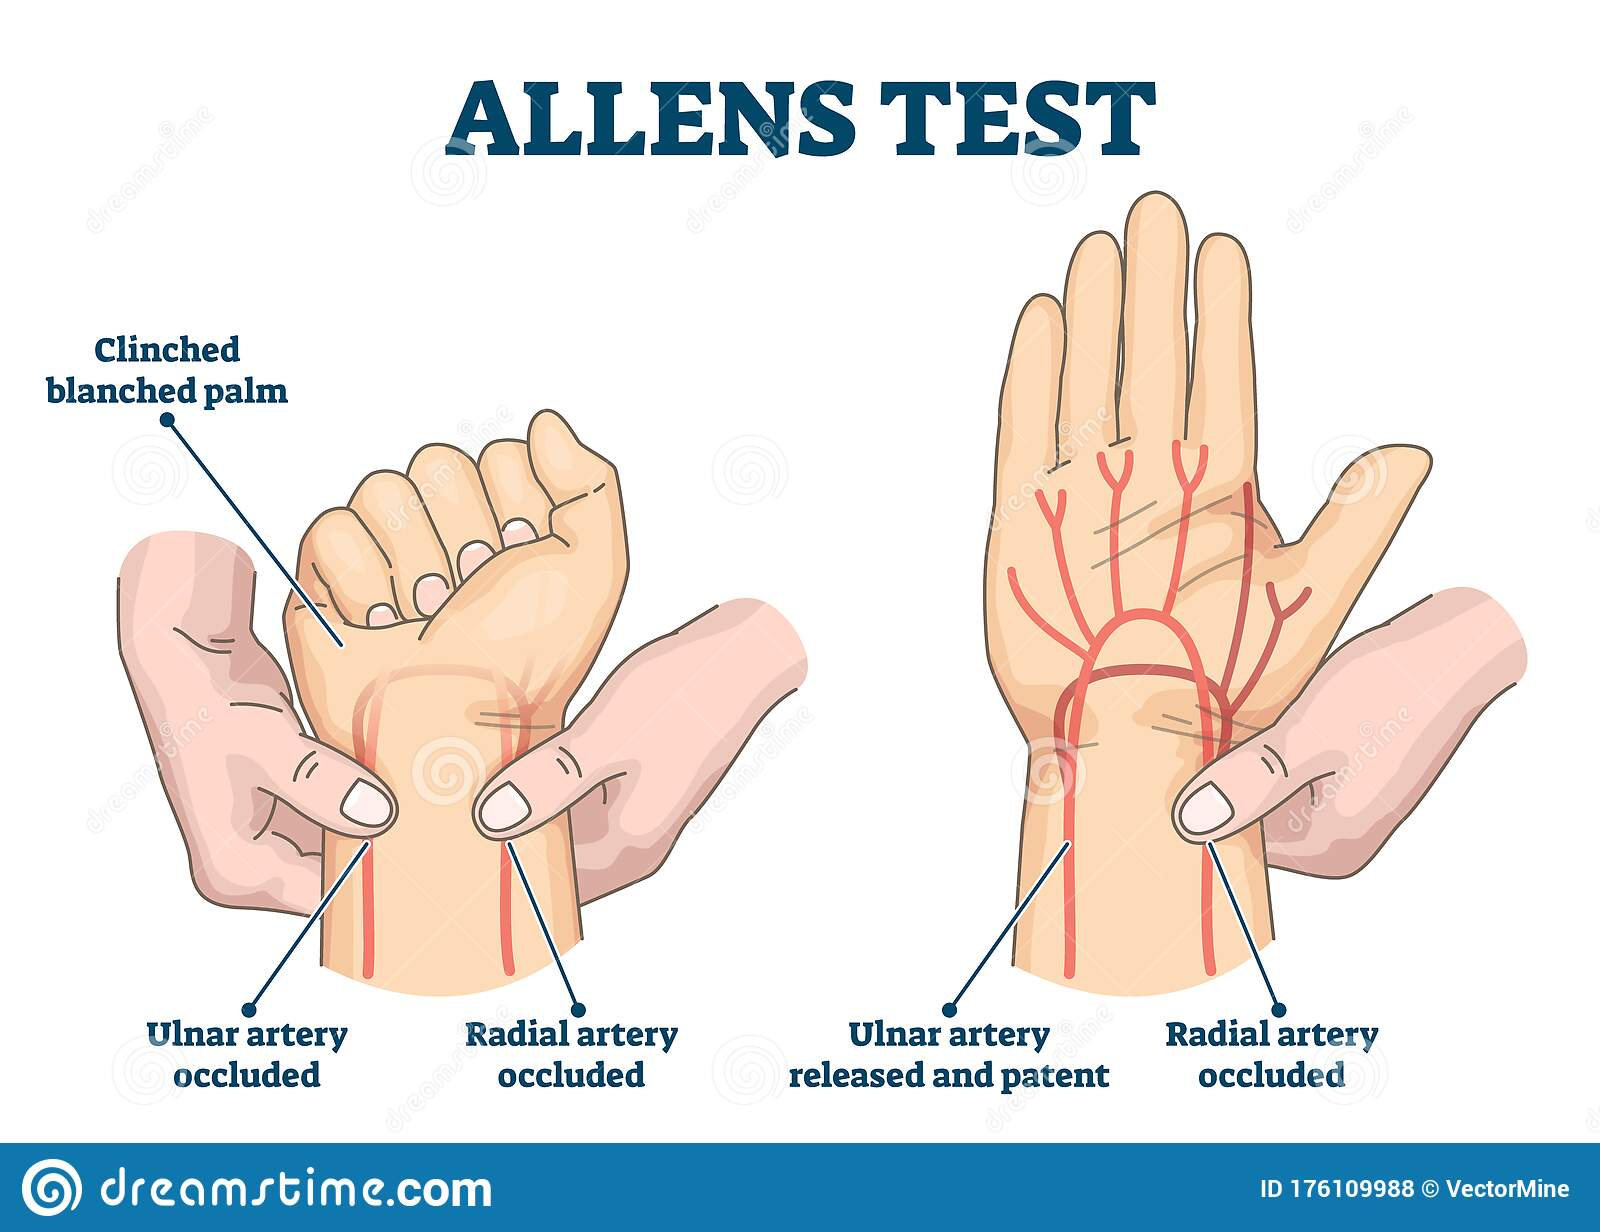 ALLENS TEST
Clinched
blanched palm
Ulnar artery
occluded
Radial artery
occluded
Ulnar artery
released and patent
Radial artery
occluded
dreamstime.com
ID 176109988 © VectorMine